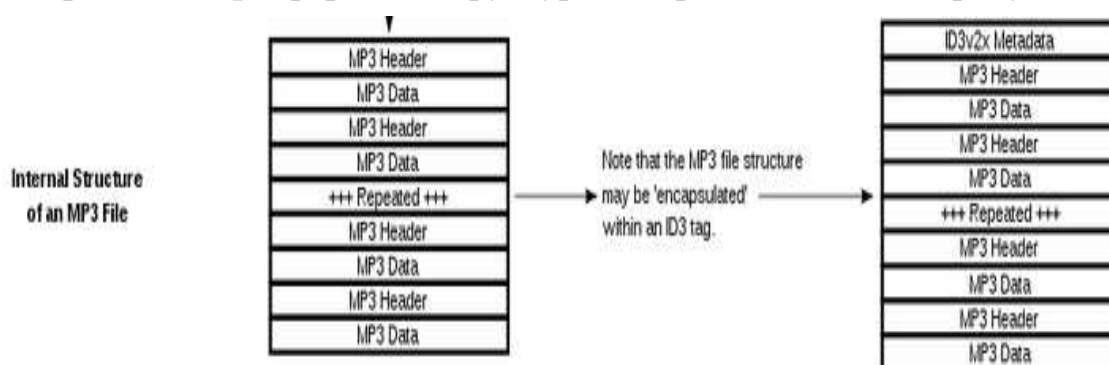 Internal Structure
of an MP3 File
MP3 Header
MP3 Data
MP3 Header
MP3 Data
+++ Repeated +++
MP3 Header
MP3 Data
MP3 Header
MP3 Data
Note that the MP3 file structure
may be 'encapsulated'
within an ID3 tag.
ID3v2x Metadata
MP3 Header
MP3 Data
MP3 Header
MP3 Data
+++ Repeated +++
MP3 Header
MP3 Data
MP3 Header
MP3 Data